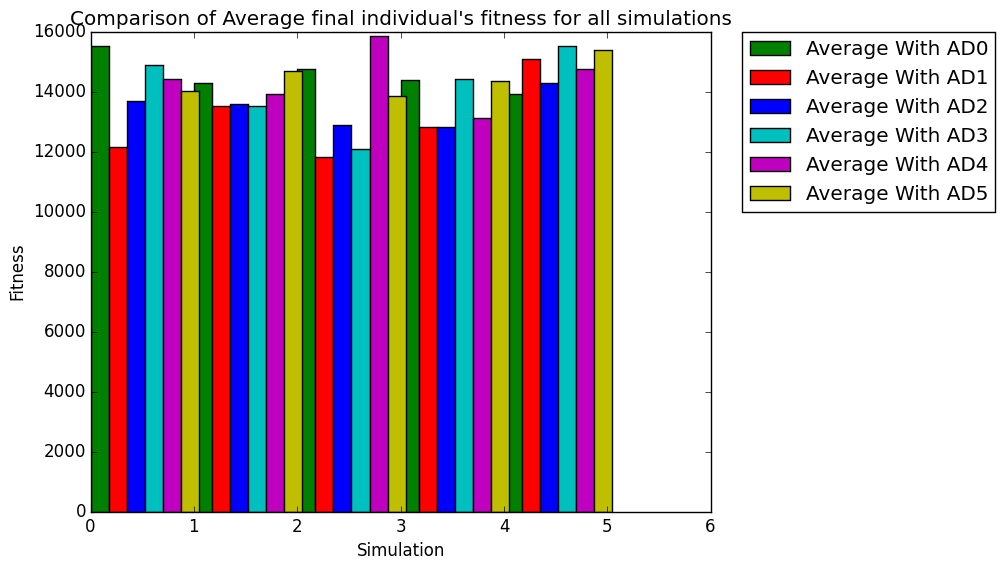 Comparison of Average final individual's fitness for all simulations
16000
14000
12000
10000
8000
6000
4000
2000
0
Fitness
0 1 2 3 4 5 6
Simulation
Average With AD0
Average With AD1
Average With AD2
Average With AD3
Average With AD4
Average With AD5